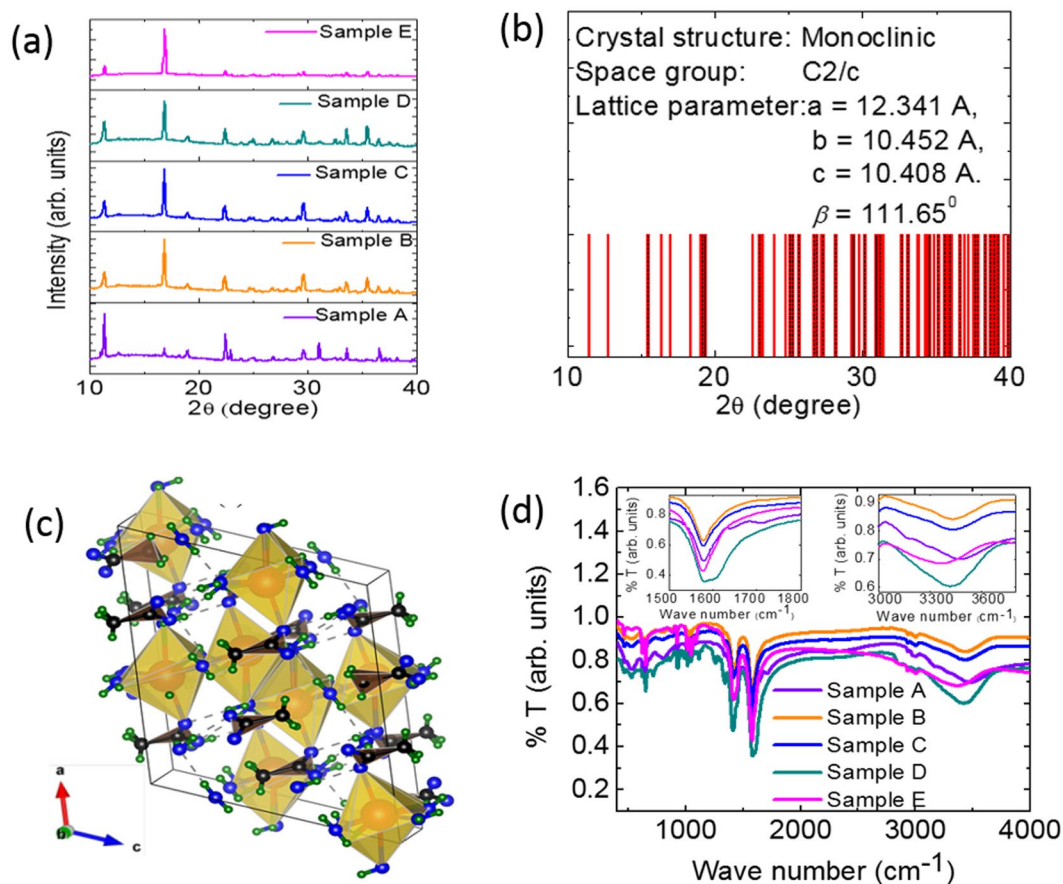 (a)
Sample E
Sample D
Sample C
Sample B
Sample A
Intensity (arb. units)
10 20 30 40
2θ (degree)
(b)
Crystal structure: Monoclinic
Space group: C2/c
Lattice parameter:a = 12.341 A,
b = 10.452 A,
c = 10.408 A.
β = 111.65⁰
10 20 30 40
2θ (degree)
(c)
a
b
c
(d)
% T (arb. units)
1.6
1.4
1.2
1.0
0.8
0.6
0.4
0.2
1000 2000 3000 4000
Wave number (cm⁻¹)
% T (arb. units)
0.8
0.6
0.4
1500 1600 1700 1800
Wave number (cm⁻¹)
% T (arb. units)
0.9
0.8
0.7
0.6
3000 3300 3600
Wave number (cm⁻¹)
Sample A
Sample B
Sample C
Sample D
Sample E